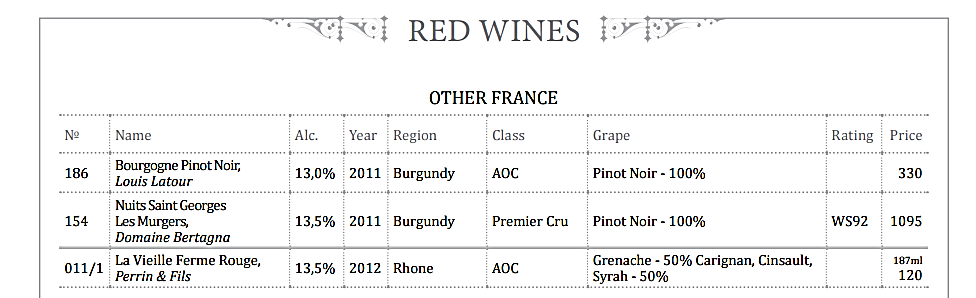 RED WINES
OTHER FRANCE
№ Name Alc. Year Region Class Grape Rating Price
186 Bourgogne Pinot Noir, 13,0% 2011 Burgundy AOC Pinot Noir - 100% 330
Louis Latour
Nuits Saint Georges
154 Les Murgers, 13,5% 2011 Burgundy Premier Cru Pinot Noir - 100% WS92 1095
Domaine Bertagna
011/1 La Vieille Ferme Rouge, 13,5% 2012 Rhone AOC Grenache - 50% Carignan, Cinsault, 187ml
Perrin & Fils Syrah - 50% 120